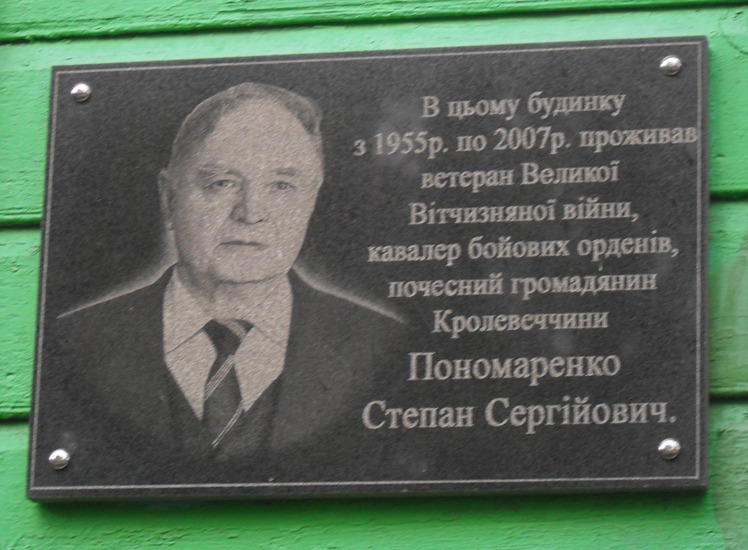 В цьому будинку
з 1955р. по 2007р. проживав
ветеран Великої
Вітчизняної війни,
кавалер бойових орденів,
почесний громадянин
Кролевеччини
Пономаренко
Степан Сергійович.